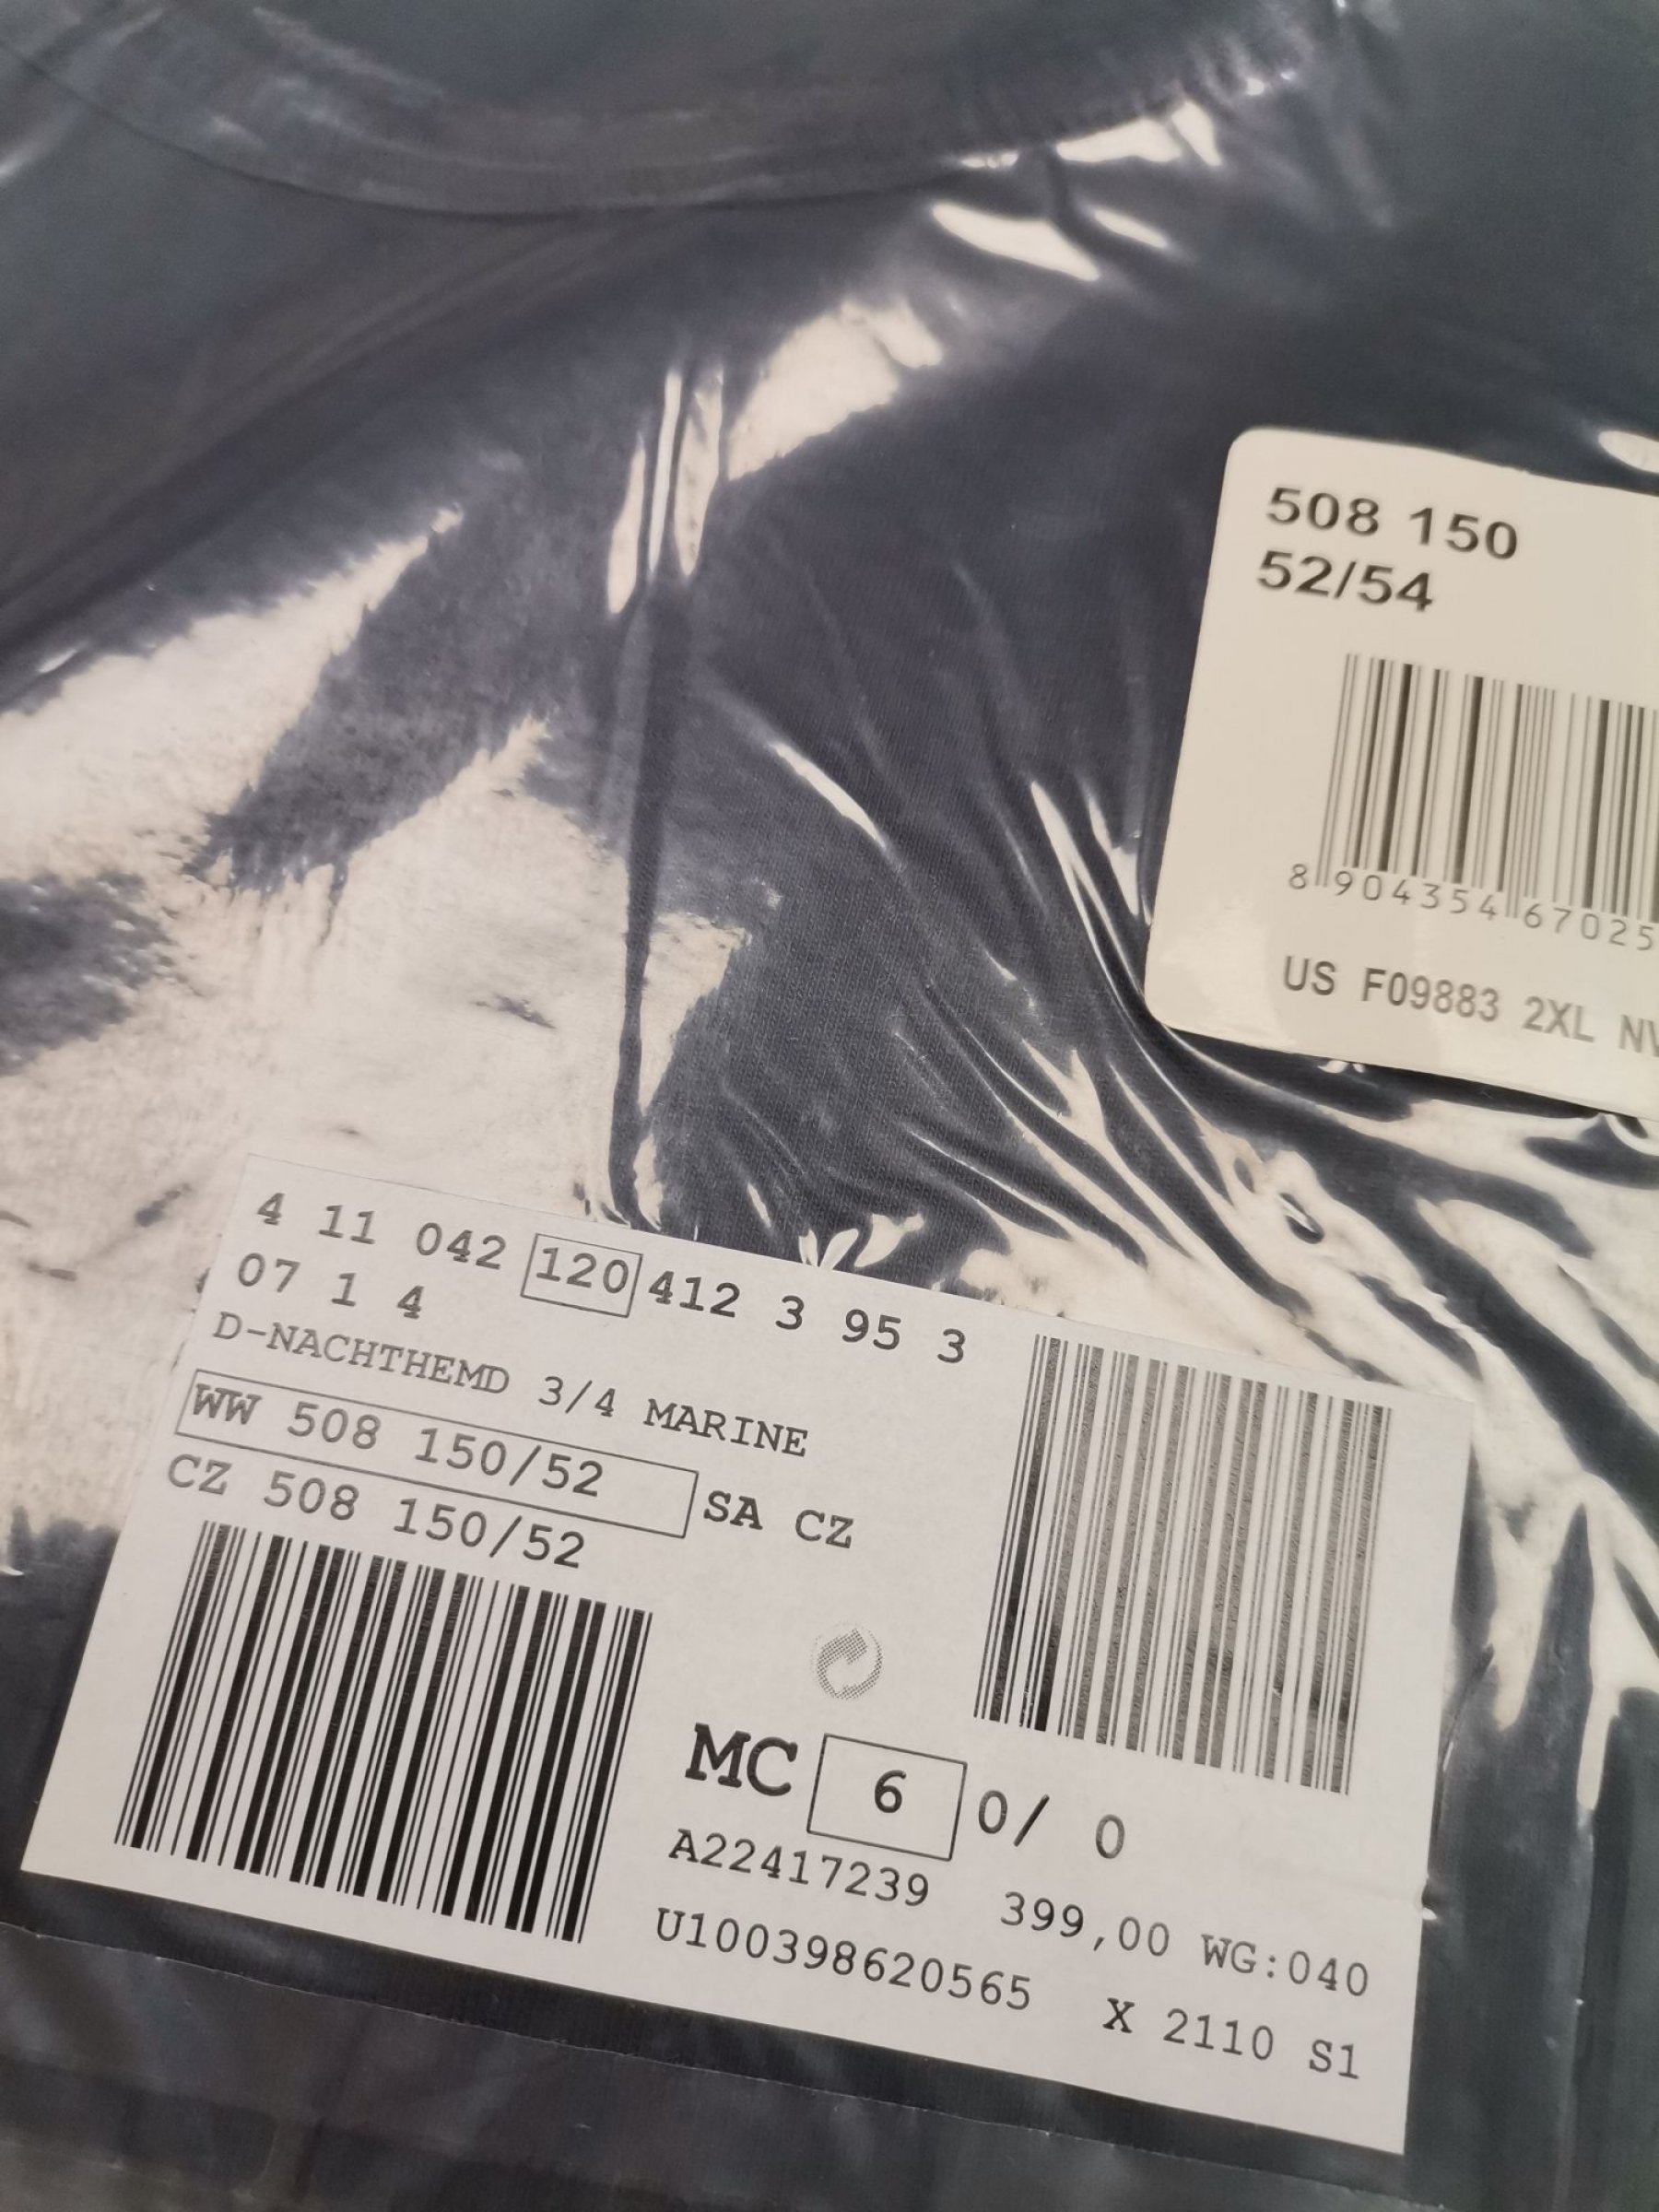 508 150
52/54
8 904354 67025
US F09883 2XL
4 11 042 120 412 3 95 3
07 1 4
D-NACHTHEMD 3/4 MARINE
WW 508 150/52 SA CZ
CZ 508 150/52
MC 6 0/ 0
A22417239 399,00 WG:040
U100398620565 X 2110 S1